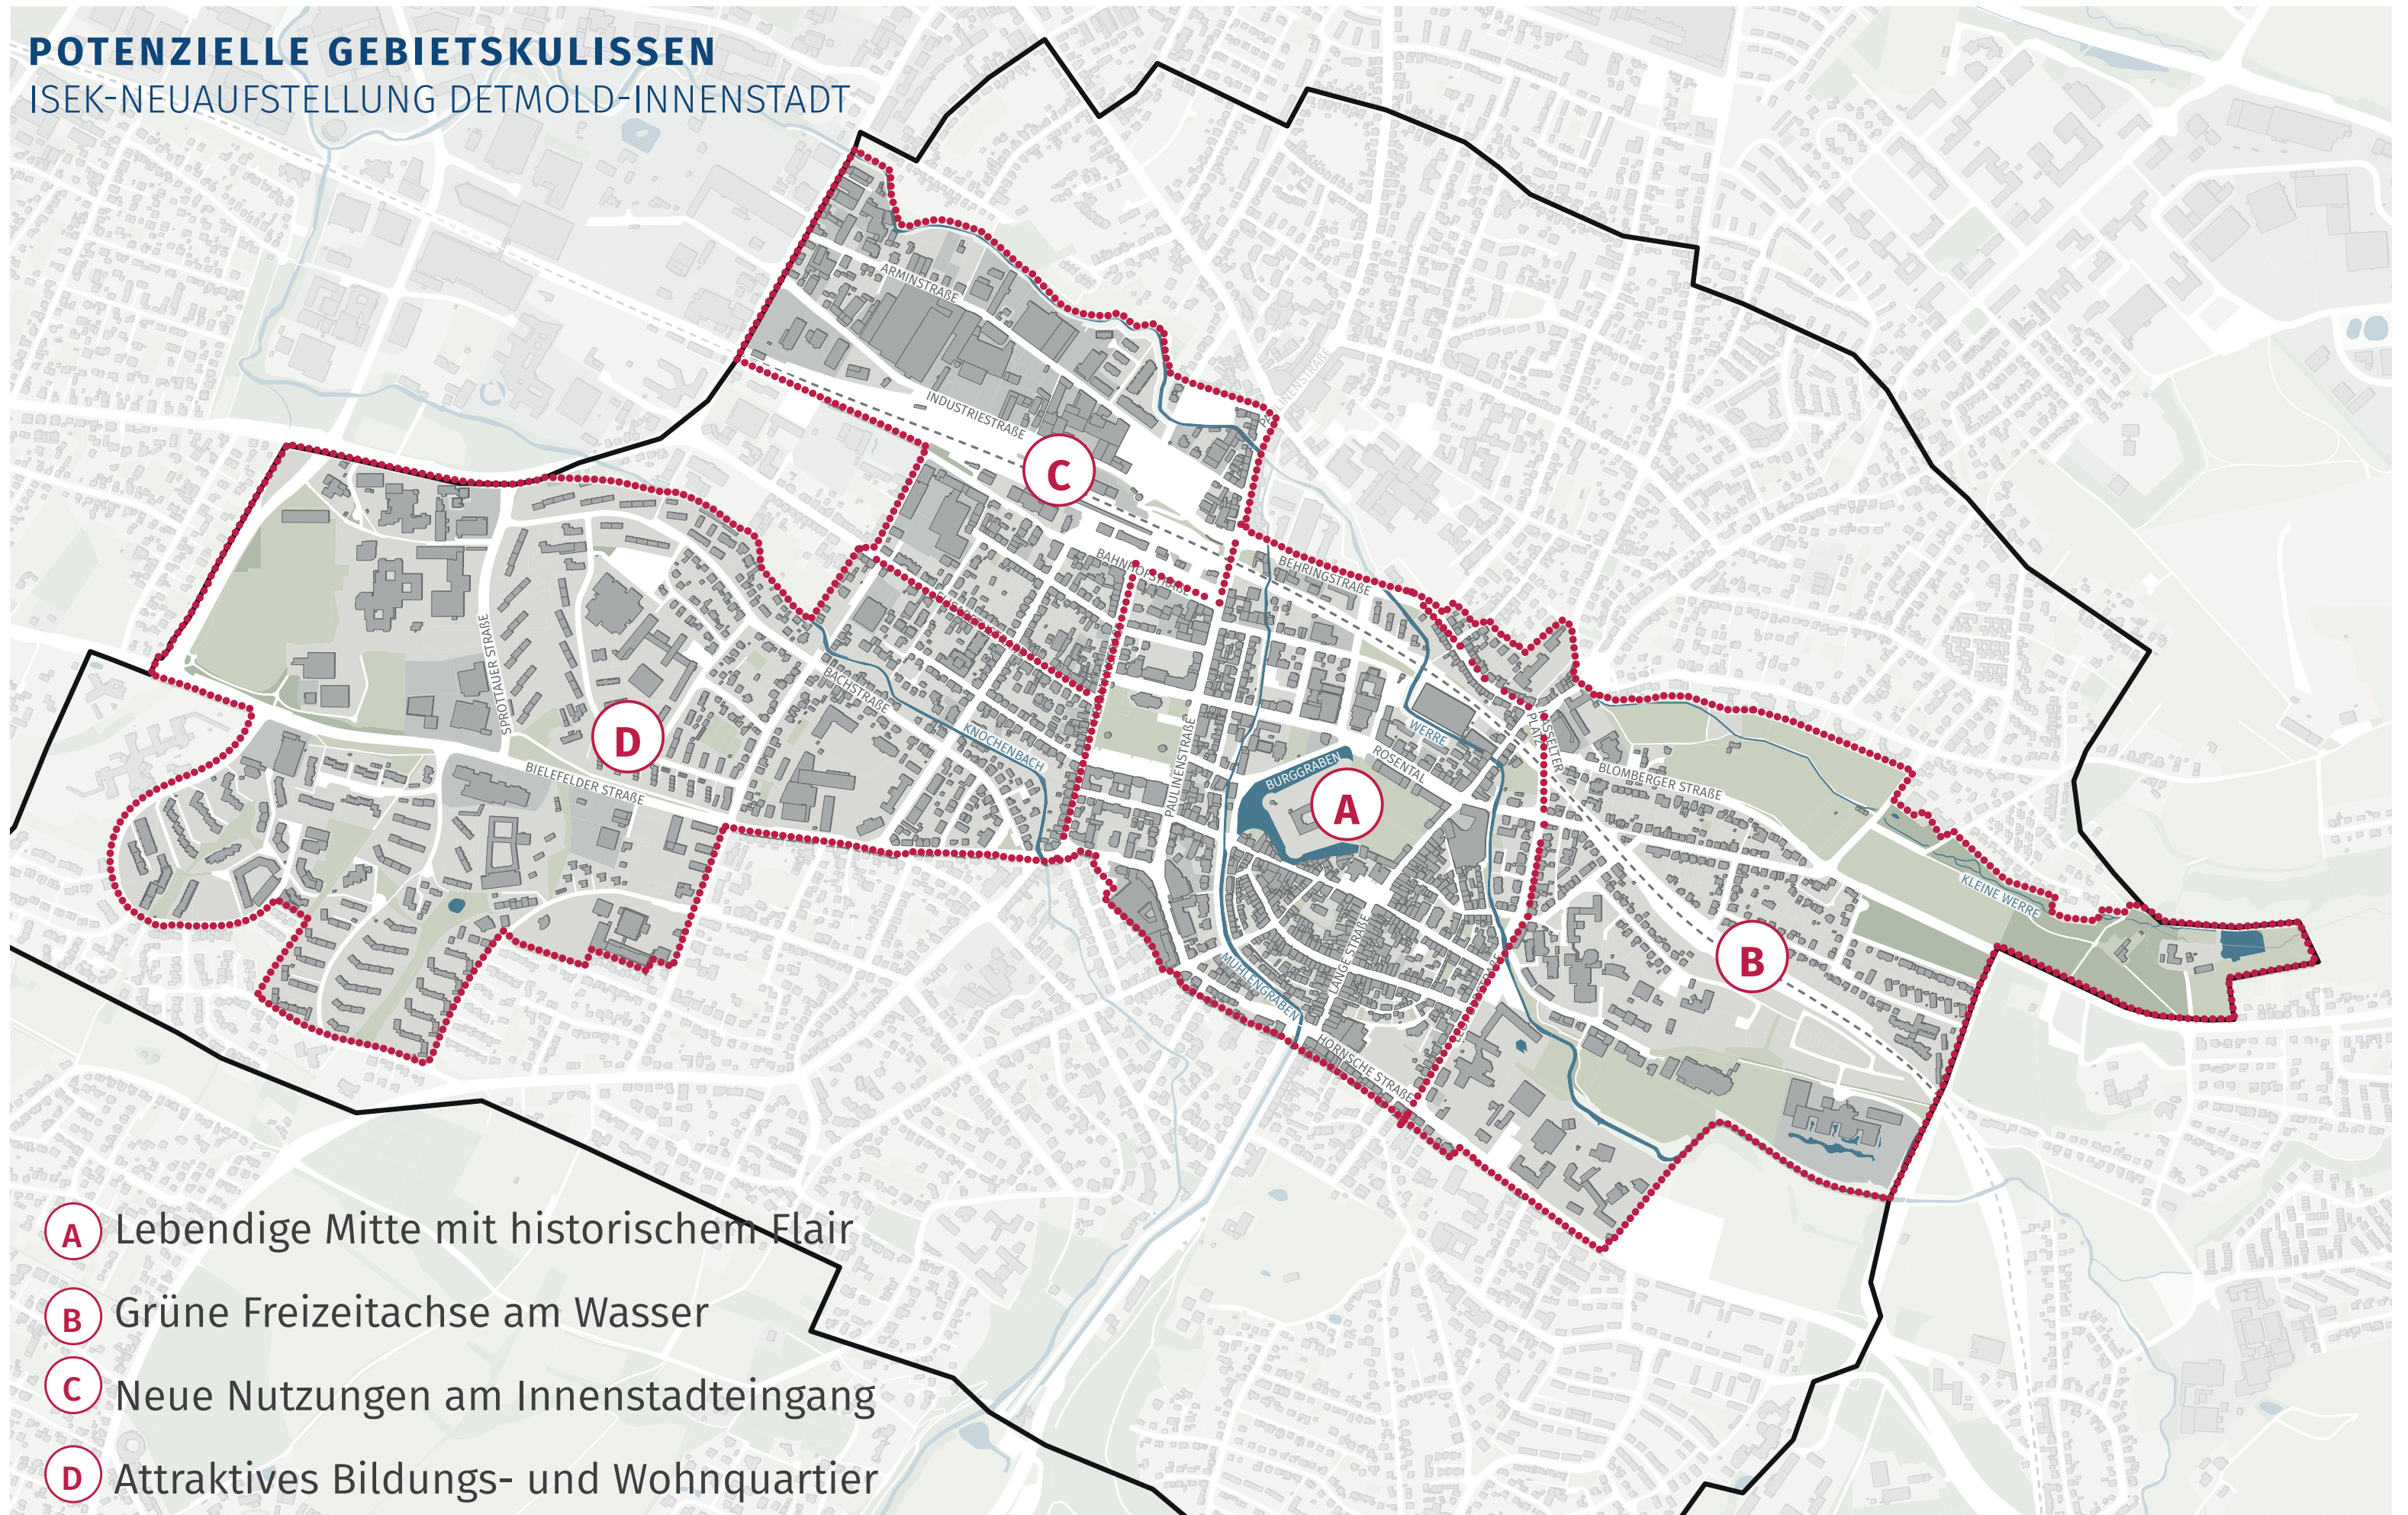 POTENZIELLE GEBIETSKULISSEN
ISEK-NEUAUFSTELLUNG DETMOLD-INNENSTADT
ARMINSTRASSE
INDUSTRIESTRASSE
C
BAHNHOFSTRASSE
BEHRINGSTRASSE
SPROTTAUER STRASSE
BACHSTRASSE
KNOCHENBACH
D
BIELEFELDER STRASSE
PAULINENSTRASSE
WERRE
ROSENTAL
BURGGRABEN
A
HASSELTER
PLATZ
BLOMBERGER STRASSE
KLEINE WERRE
B
LANGE STRASSE
MÜHLENGRABEN
HORNSCHE STRASSE
A Lebendige Mitte mit historischem Flair
B Grüne Freizeitachse am Wasser
C Neue Nutzungen am Innenstadteingang
D Attraktives Bildungs- und Wohnquartier